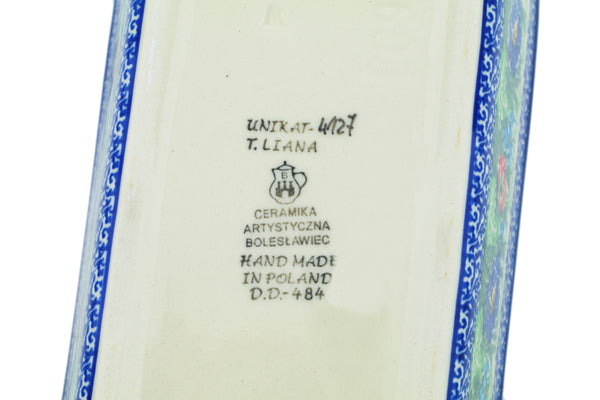 UNIKAT-4127
T. LIANA
B
CERAMIKA
ARTYSTYCZNA
BOLESŁAWIEC
HAND MADE
IN POLAND
D.D.-484